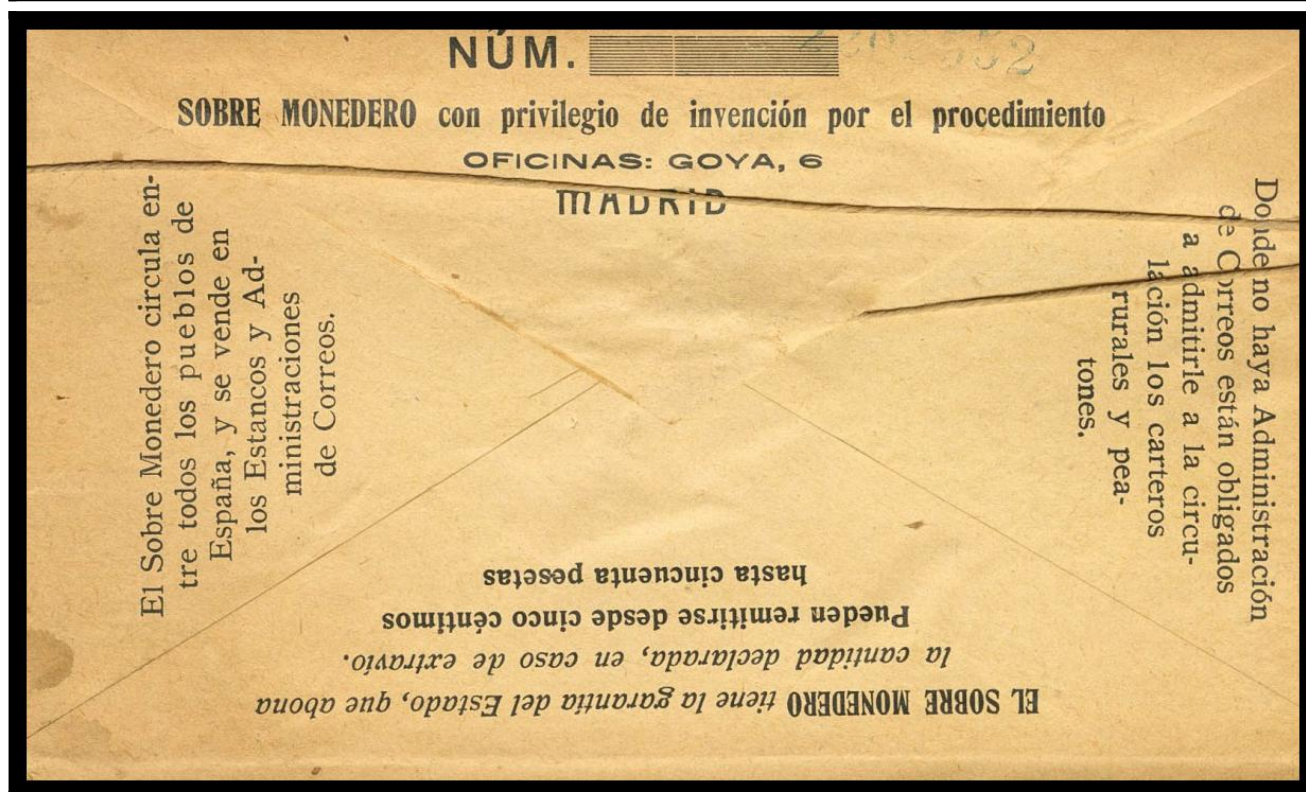 NÚM.
SOBRE MONEDERO con privilegio de invención por el procedimiento
OFICINAS: GOYA, 6
MADRID
El Sobre Monedero circula en-
tre todos los pueblos de
España, y se vende en
los Estancos y Ad-
ministraciones
de Correos.
Donde no haya Administración
de Correos están obligados
a admitirle a la circu-
lación los carteros
rurales y pea-
tones.
EL SOBRE MONEDERO tiene la garantía del Estado, que abona
la cantidad declarada, en caso de extravío.
Pueden remitirse desde cinco céntimos
hasta cincuenta pesetas